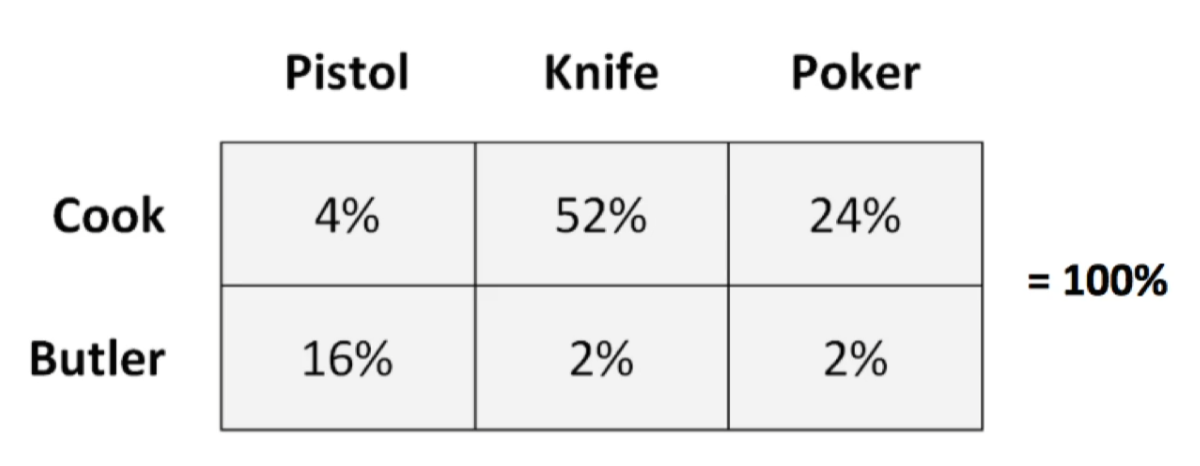 Pistol Knife Poker
Cook 4% 52% 24%
= 100%
Butler 16% 2% 2%